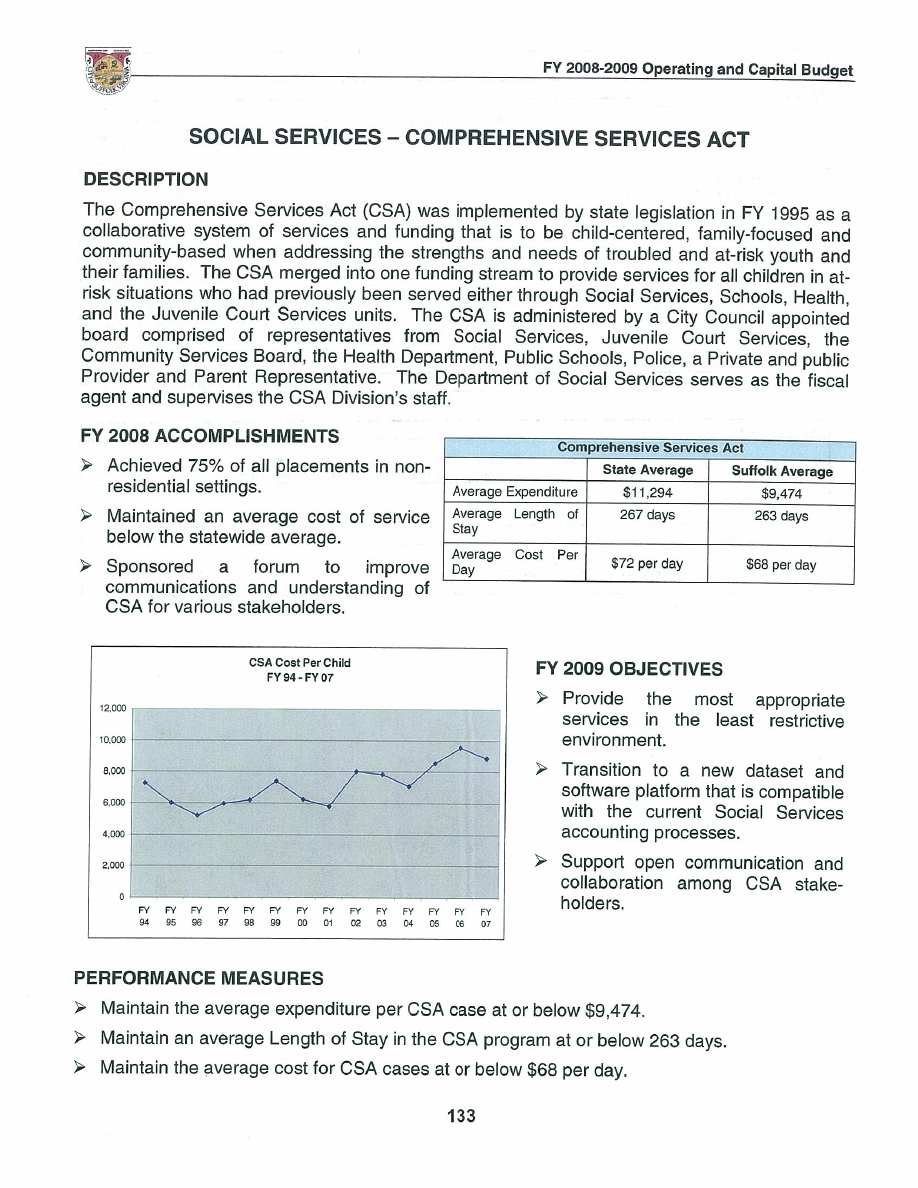 FY 2008-2009 Operating and Capital Budget
SOCIAL SERVICES – COMPREHENSIVE SERVICES ACT
DESCRIPTION
The Comprehensive Services Act (CSA) was implemented by state legislation in FY 1995 as a
collaborative system of services and funding that is to be child-centered, family-focused and
community-based when addressing the strengths and needs of troubled and at-risk youth and
their families. The CSA merged into one funding stream to provide services for all children in at-
risk situations who had previously been served either through Social Services, Schools, Health,
and the Juvenile Court Services units. The CSA is administered by a City Council appointed
board comprised of representatives from Social Services, Juvenile Court Services, the
Community Services Board, the Health Department, Public Schools, Police, a Private and public
Provider and Parent Representative. The Department of Social Services serves as the fiscal
agent and supervises the CSA Division's staff.
FY 2008 ACCOMPLISHMENTS
➢ Achieved 75% of all placements in non-
residential settings.
➢ Maintained an average cost of service
below the statewide average.
➢ Sponsored a forum to improve
communications and understanding of
CSA for various stakeholders.
Comprehensive Services Act
State Average Suffolk Average
Average Expenditure $11,294 $9,474
Average Length of 267 days 263 days
Stay
Average Cost Per
Day $72 per day $68 per day
CSA Cost Per Child
FY 94 - FY 07
12,000
10,000
8,000
6,000
4,000
2,000
0
FY FY FY FY FY FY FY FY FY FY FY FY FY FY
94 95 96 97 98 99 00 01 02 03 04 05 06 07
FY 2009 OBJECTIVES
➢ Provide the most appropriate
services in the least restrictive
environment.
➢ Transition to a new dataset and
software platform that is compatible
with the current Social Services
accounting processes.
➢ Support open communication and
collaboration among CSA stake-
holders.
PERFORMANCE MEASURES
➢ Maintain the average expenditure per CSA case at or below $9,474.
➢ Maintain an average Length of Stay in the CSA program at or below 263 days.
➢ Maintain the average cost for CSA cases at or below $68 per day.
133